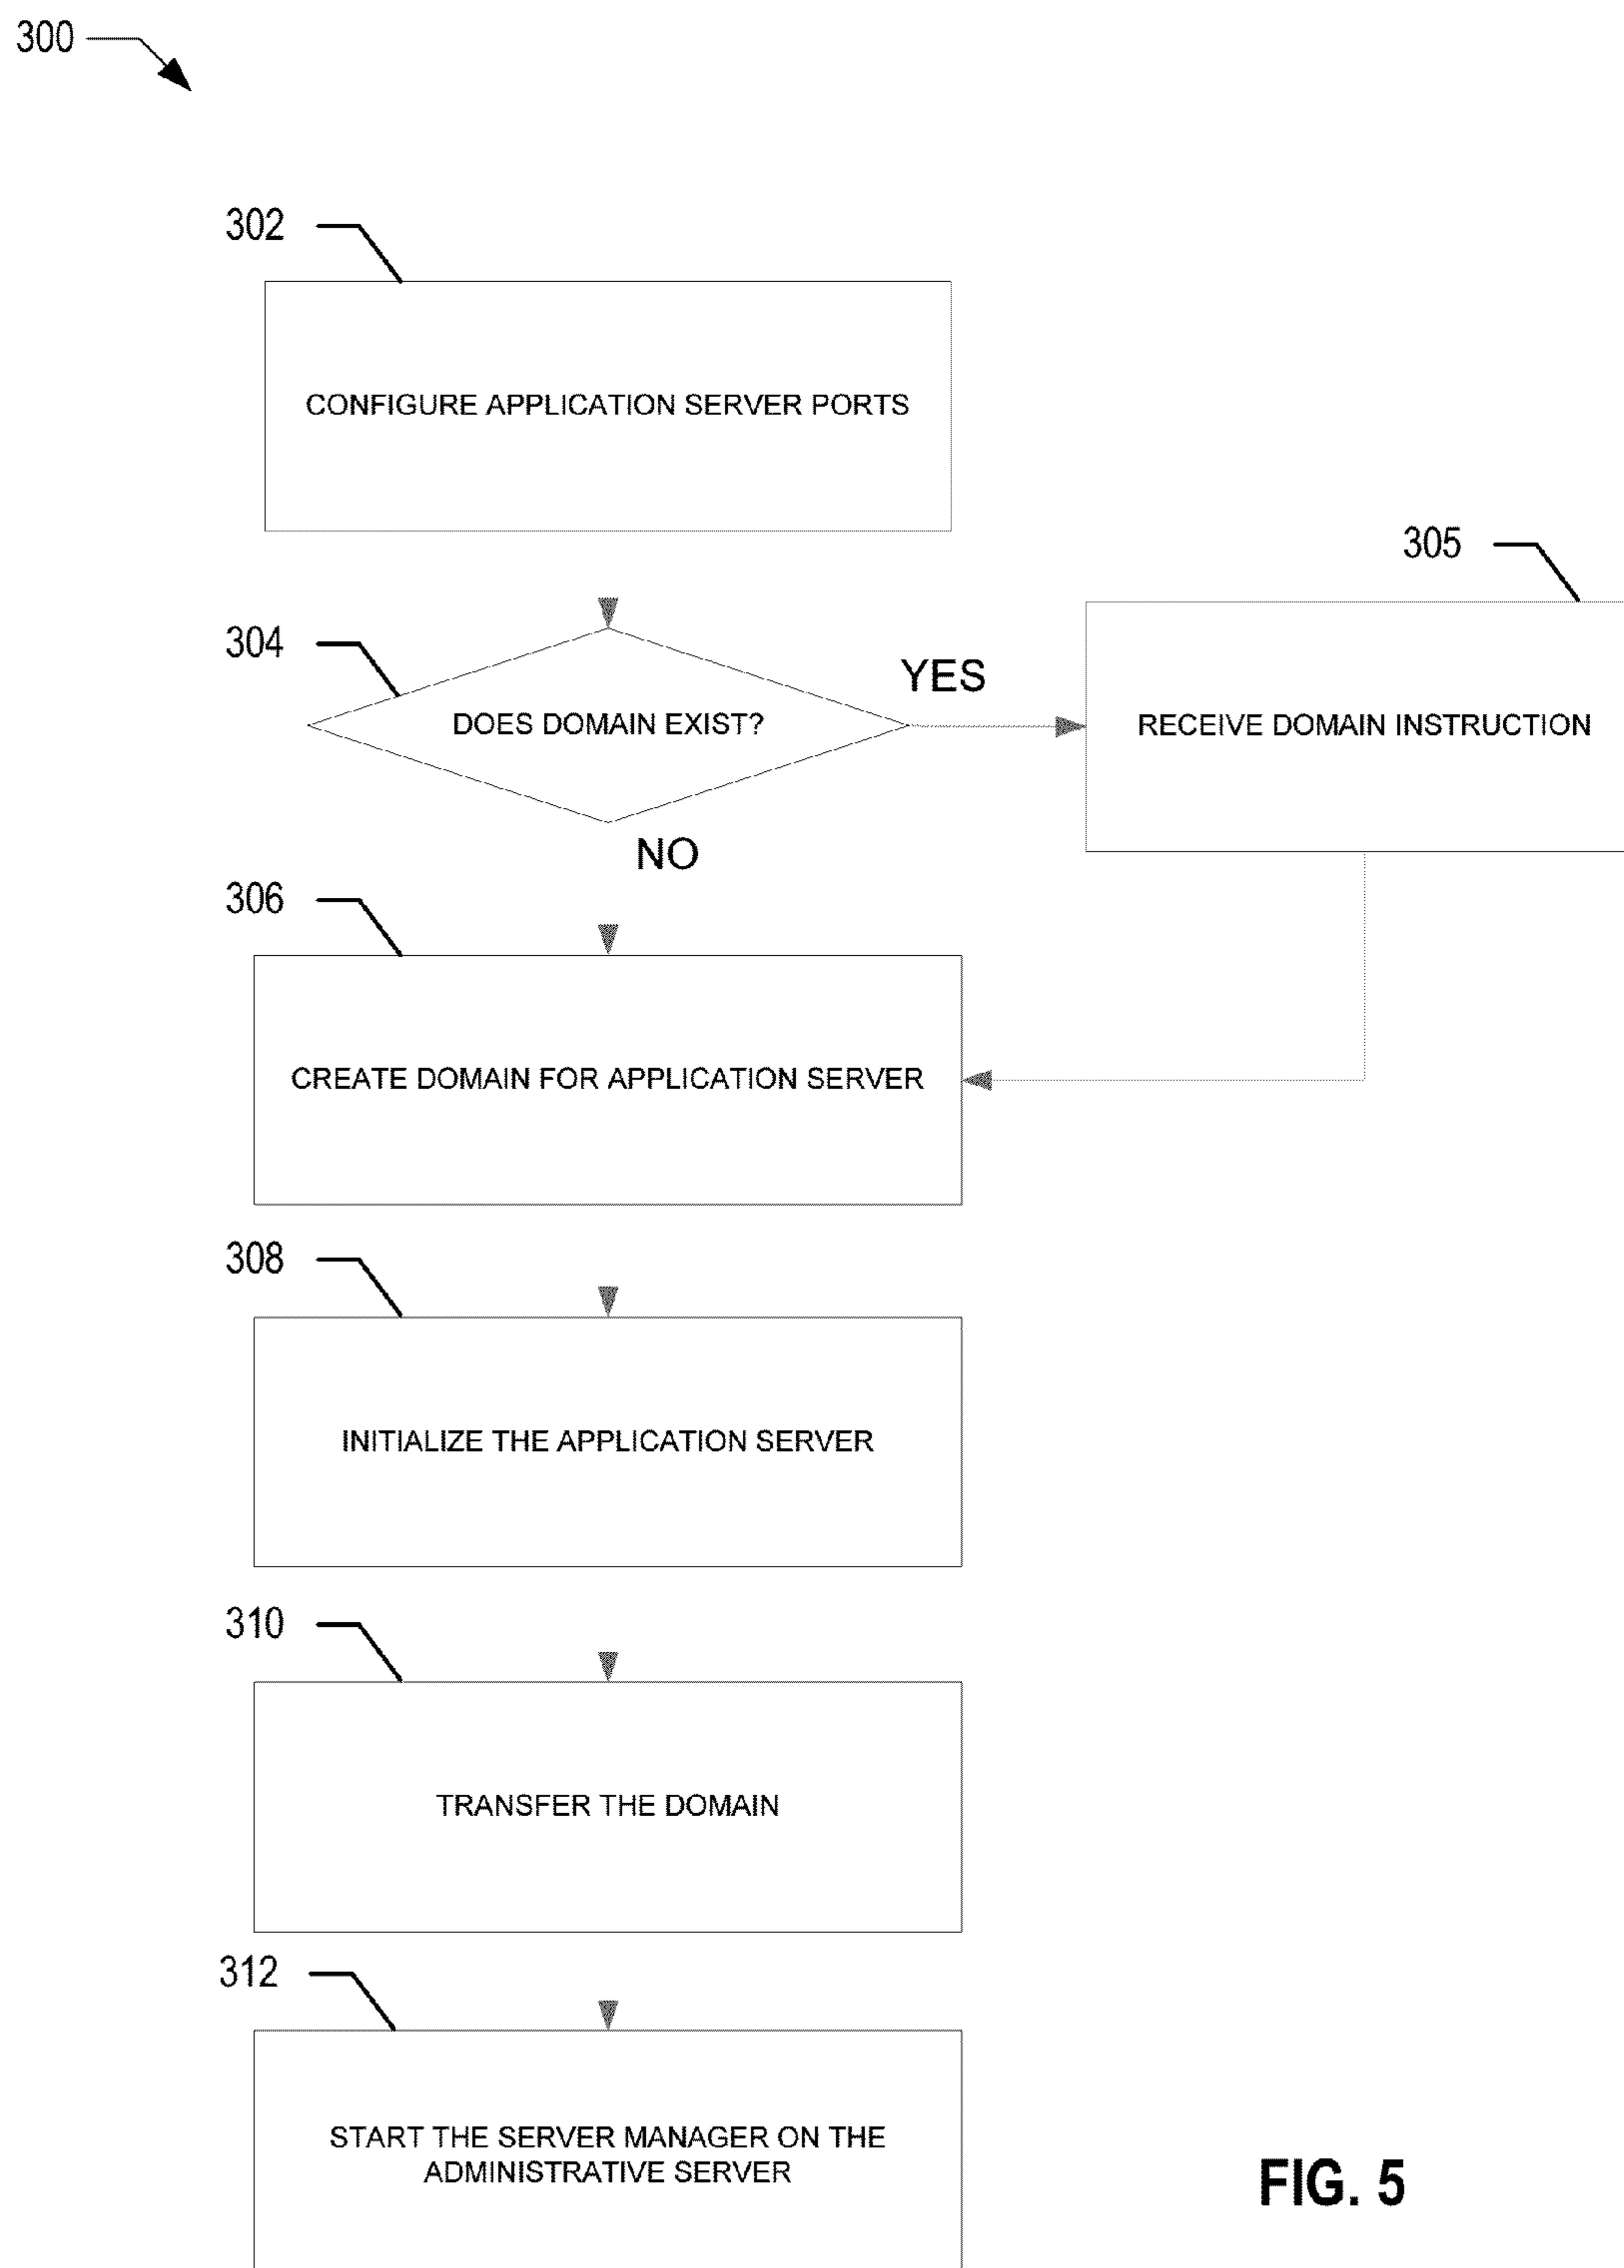 300
302
CONFIGURE APPLICATION SERVER PORTS
305
304
YES
DOES DOMAIN EXIST?
RECEIVE DOMAIN INSTRUCTION
NO
306
CREATE DOMAIN FOR APPLICATION SERVER
308
INITIALIZE THE APPLICATION SERVER
310
TRANSFER THE DOMAIN
312
START THE SERVER MANAGER ON THE
ADMINISTRATIVE SERVER
FIG. 5